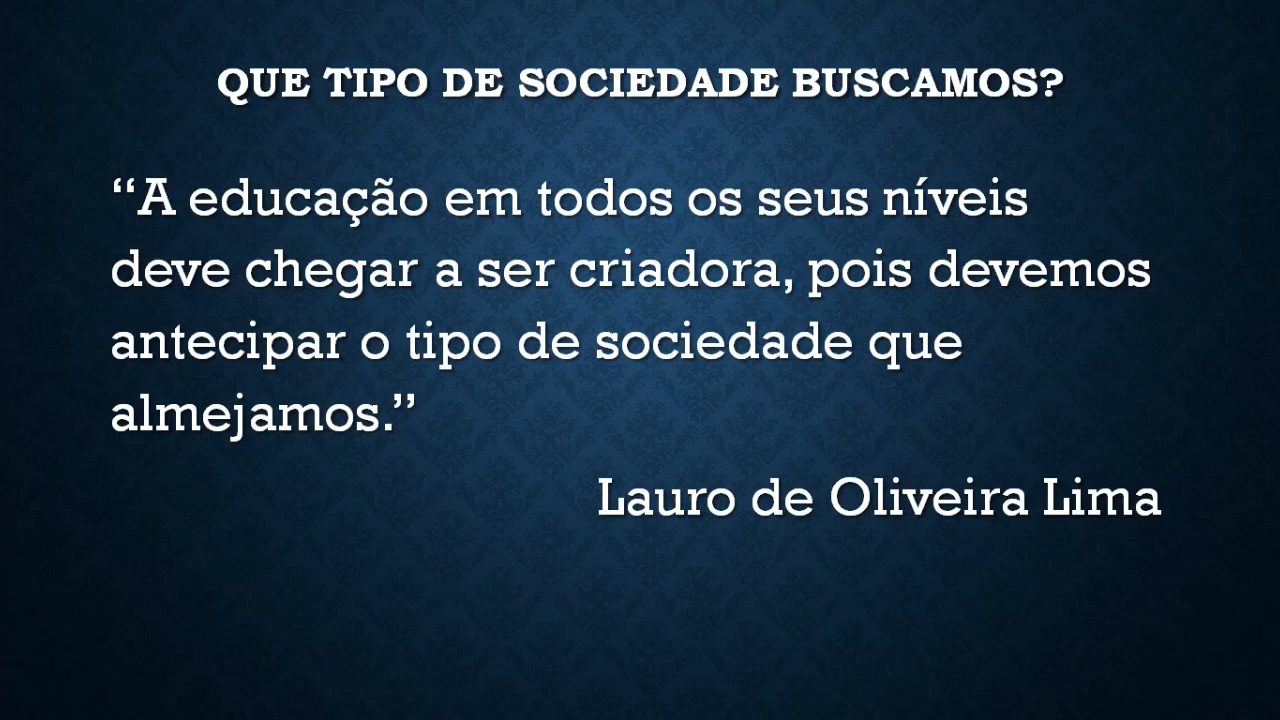 QUE TIPO DE SOCIEDADE BUSCAMOS?
“A educação em todos os seus níveis
deve chegar a ser criadora, pois devemos
antecipar o tipo de sociedade que
almejamos.”
Lauro de Oliveira Lima